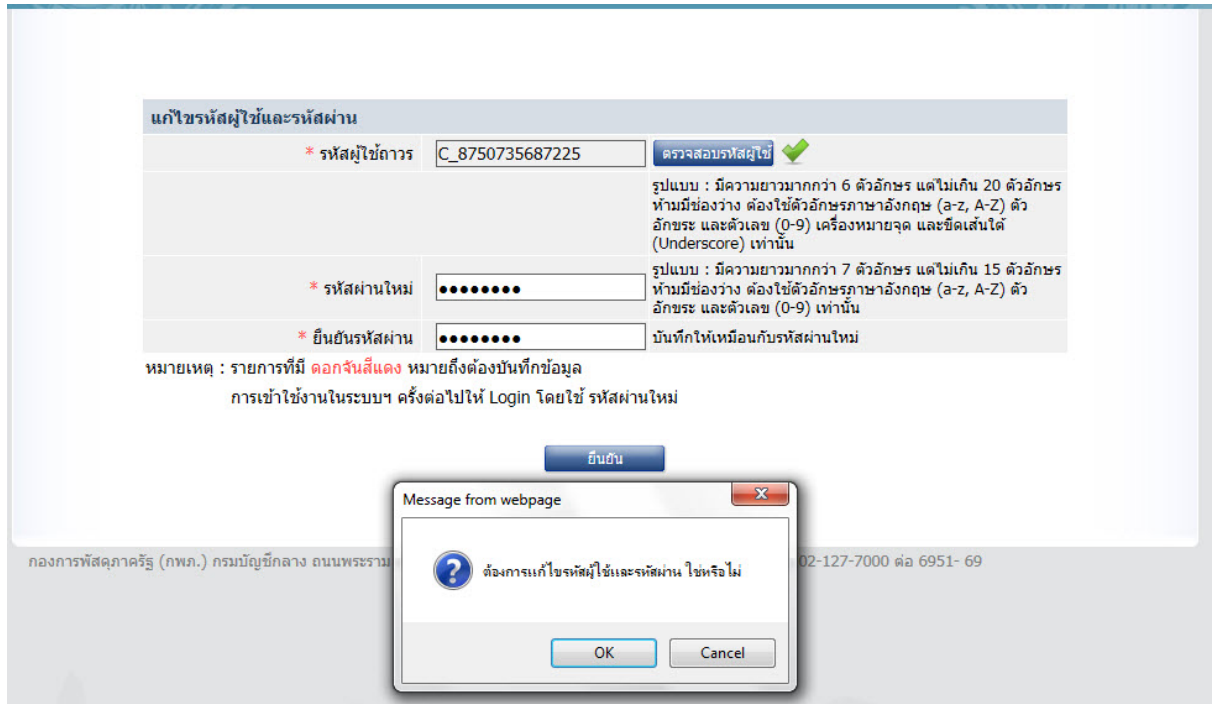 แก้ไขรหัสผู้ใช้และรหัสผ่าน
* รหัสผู้ใช้ถาวร C_8750735687225 ตรวจสอบรหัสผู้ใช้
รูปแบบ : มีความยาวมากกว่า 6 ตัวอักษร แต่ไม่เกิน 20 ตัวอักษร
ห้ามมีช่องว่าง ต้องใช้ตัวอักษรภาษาอังกฤษ (a-z, A-Z) ตัว
อักขระ และตัวเลข (0-9) เครื่องหมายจุด และขีดเส้นใต้
(Underscore) เท่านั้น
* รหัสผ่านใหม่ ●●●●●●●●
รูปแบบ : มีความยาวมากกว่า 7 ตัวอักษร แต่ไม่เกิน 15 ตัวอักษร
ห้ามมีช่องว่าง ต้องใช้ตัวอักษรภาษาอังกฤษ (a-z, A-Z) ตัว
อักขระ และตัวเลข (0-9) เท่านั้น
* ยืนยันรหัสผ่าน ●●●●●●●● บันทึกให้เหมือนกับรหัสผ่านใหม่
หมายเหตุ : รายการที่มี ดอกจันสีแดง หมายถึงต้องบันทึกข้อมูล
การเข้าใช้งานในระบบฯ ครั้งต่อไปให้ Login โดยใช้ รหัสผ่านใหม่
ยืนยัน
Message from webpage
ต้องการแก้ไขรหัสผู้ใช้และรหัสผ่าน ใช่หรือไม่
OK Cancel
กองการพัสดุภาครัฐ (กพภ.) กรมบัญชีกลาง ถนนพระราม 02-127-7000 ต่อ 6951- 69